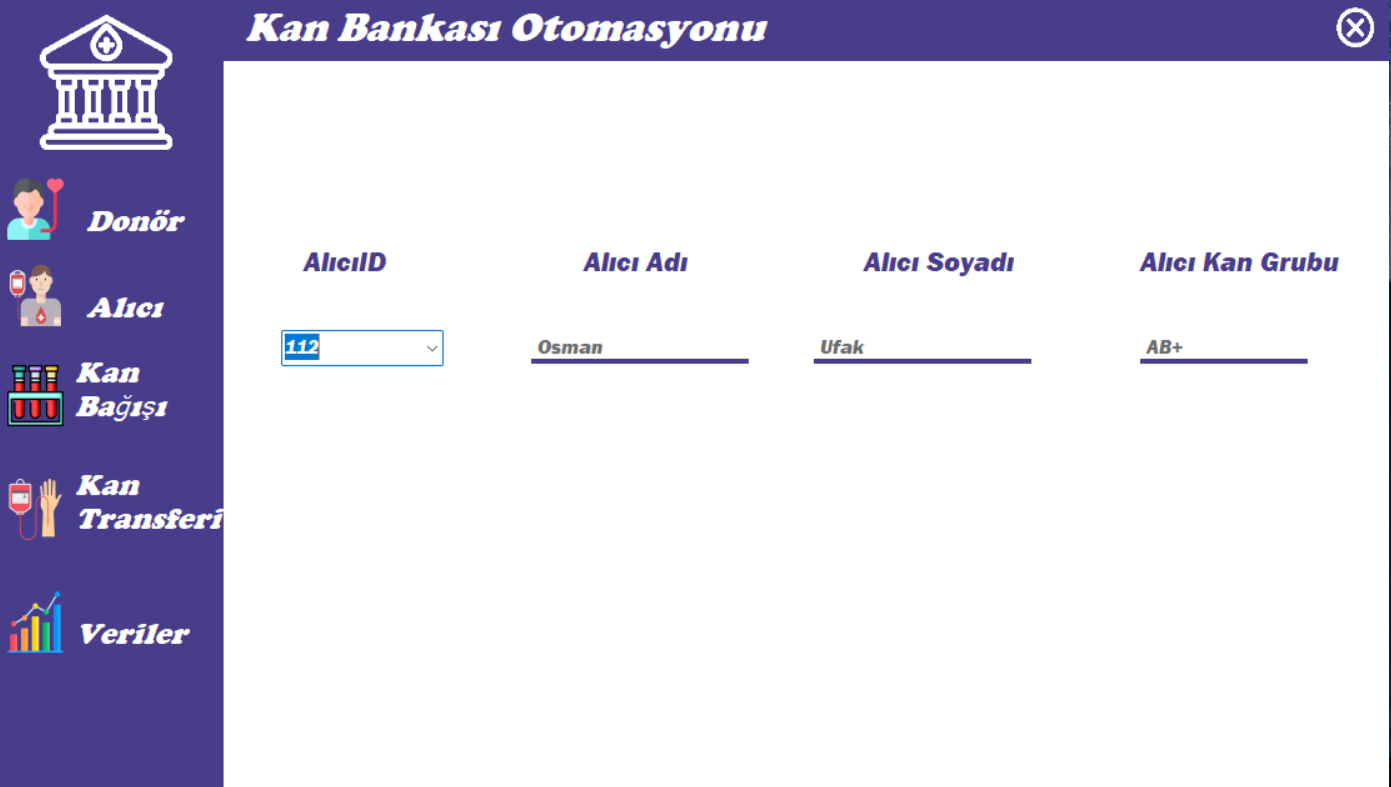 Kan Bankası Otomasyonu
Donör
Alıcı
Kan
Bağışı
Kan
Transferi
Veriler
AlıcıID
Alıcı Adı
Alıcı Soyadı
Alıcı Kan Grubu
112
Osman
Ufak
AB+